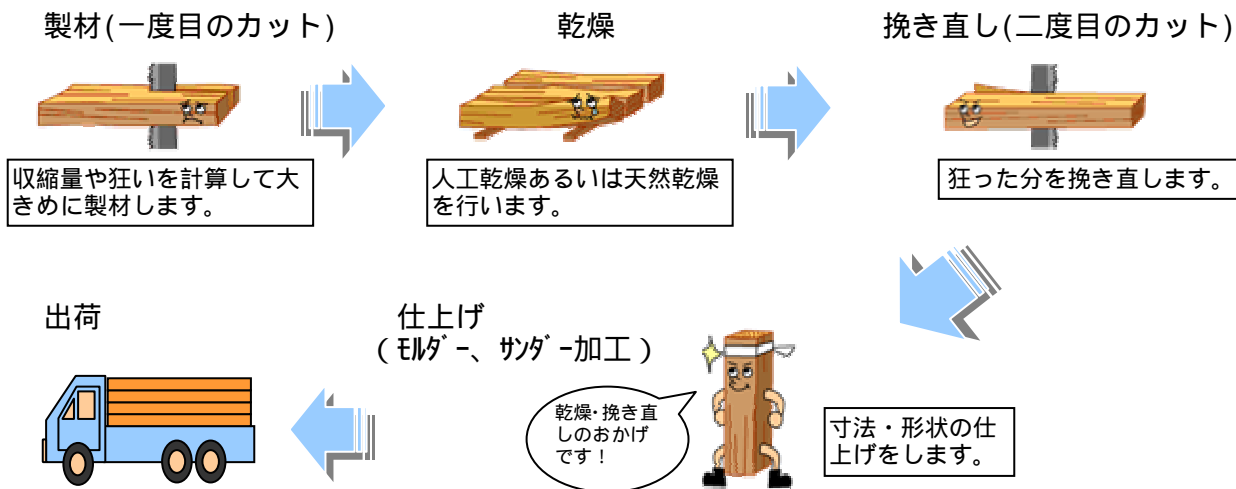 製材(一度目のカット)
乾燥
挽き直し(二度目のカット)
収縮量や狂いを計算して大
きめに製材します。
人工乾燥あるいは天然乾燥
を行います。
狂った分を挽き直します。
出荷
仕上げ
(ﾓﾙﾀﾞｰ、ｻﾝﾀﾞｰ加工)
乾燥・挽き直
しのおかげ
です！
寸法・形状の仕
上げをします。